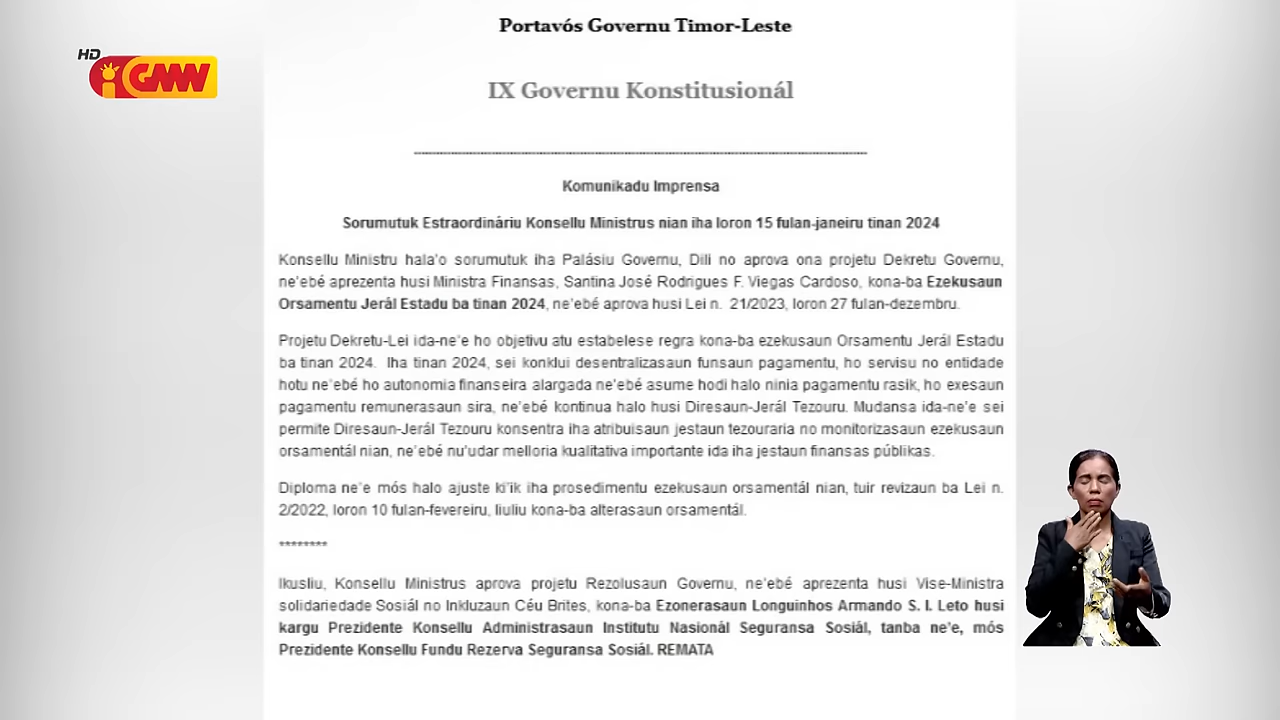 Portavós Governu Timor-Leste
HD
GMW
IX Governu Konstitusionál
Komunikadu Imprensa
Sorumutuk Estraordináriu Konsellu Ministrus nian iha loron 15 fulan-janeiru tinan 2024
Konsellu Ministru hala'o sorumutuk iha Palásiu Governu, Dili no aprova ona projetu Dekretu Governu,
ne'ebé aprezenta husi Ministra Finansas, Santina José Rodrigues F. Viegas Cardoso, kona-ba Ezekusaun
Orsamentu Jerál Estadu ba tinan 2024, ne'ebé aprova husi Lei n. 21/2023, loron 27 fulan-dezembru.
Projetu Dekretu-Lei ida-ne'e ho objetivu atu estabelese regra kona-ba ezekusaun Orsamentu Jerál Estadu
ba tinan 2024. Iha tinan 2024, sei konklui desentralizasaun funsaun pagamentu, ho servisu no entidade
hotu ne'ebé ho autonomia finanseira alargada ne'ebé asume hodi halo ninia pagamentu rasik, ho exesaun
pagamentu remunerasaun sira, ne'ebé kontinua halo husi Diresaun-Jerál Tezouru. Mudansa ida-ne'e sei
permite Diresaun-Jerál Tezouru konsentra iha atribuisaun jestaun tezouraria no monitorizasaun ezekusaun
orsamentál nian, ne'ebé nu'udar melloria kualitativa importante ida iha jestaun finansas públikas.
Diploma ne'e mós halo ajuste ki'ik iha prosedimentu ezekusaun orsamentál nian, tuir revizaun ba Lei n.
2/2022, loron 10 fulan-fevereiru, liuliu kona-ba alterasaun orsamentál.
********
Ikusliu, Konsellu Ministrus aprova projetu Rezolusaun Governu, ne'ebé aprezenta husi Vise-Ministra
solidariedade Sosiál no Inkluzaun Céu Brites, kona-ba Ezonerasaun Longuinhos Armando S. I. Leto husi
kargu Prezidente Konsellu Administrasaun Institutu Nasionál Seguransa Sosiál, tanba ne'e, mós
Prezidente Konsellu Fundu Rezerva Seguransa Sosiál. REMATA